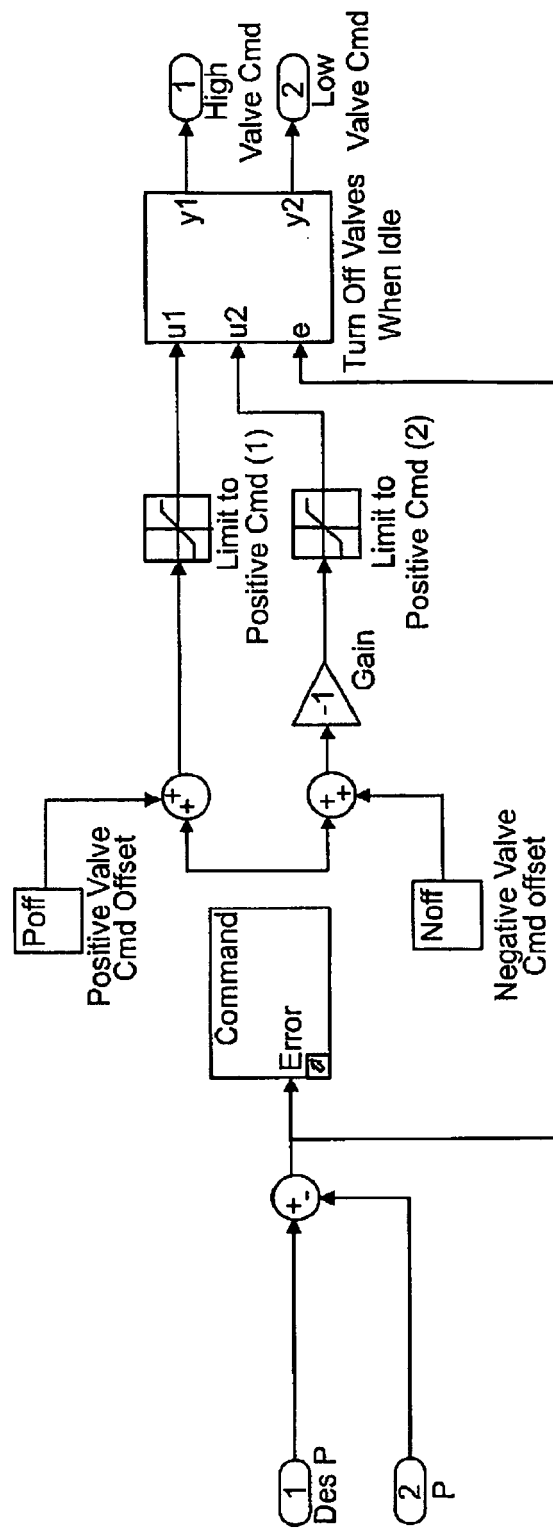 1
Des P
2
P
+
-
Command
Error
Poff
Positive Valve
Cmd Offset
+
+
+
+
Noff
Negative Valve
Cmd offset
-1
Gain
Limit to
Positive Cmd (1)
Limit to
Positive Cmd (2)
u1
u2
e
y1
y2
Turn Off Valves
When Idle
1
High
Valve Cmd
2
Low
Valve Cmd